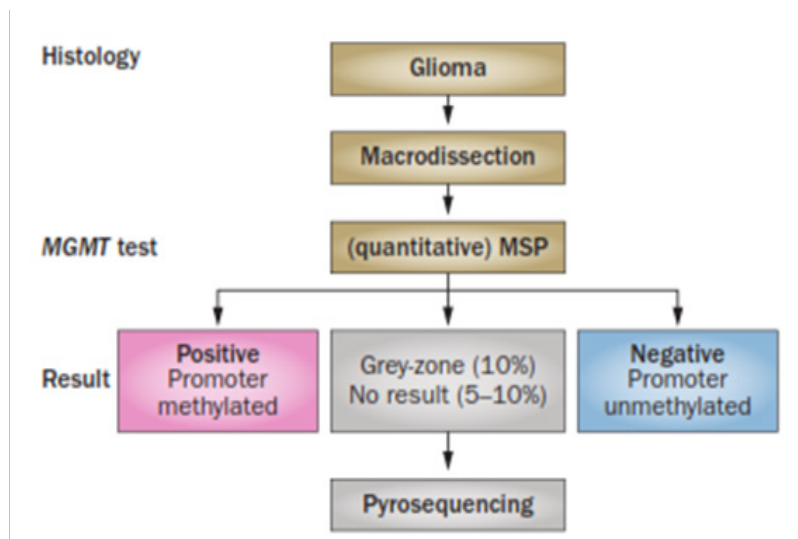 Histology
Glioma
Macrodissection
MGMT test
(quantitative) MSP
Result
Positive
Promoter
methylated
Grey-zone (10%)
No result (5–10%)
Negative
Promoter
unmethylated
Pyrosequencing